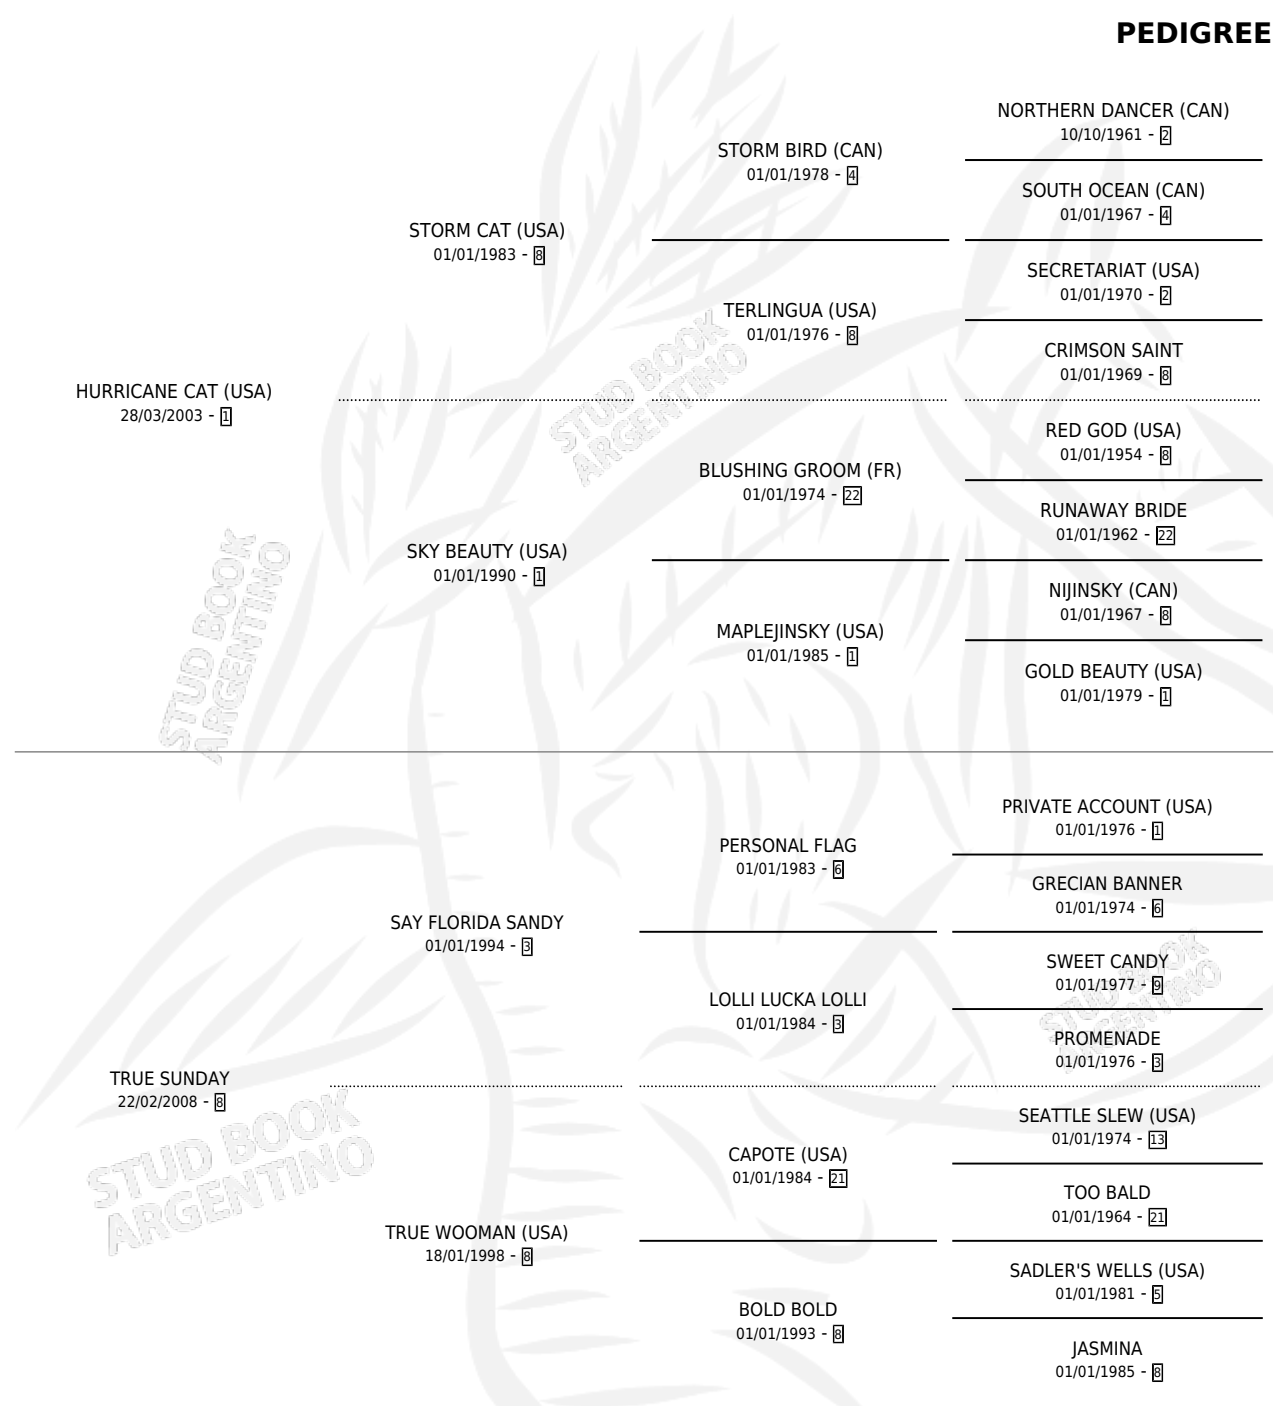 PEDIGREE
NORTHERN DANCER (CAN)
10/10/1961 - 2
STORM BIRD (CAN)
01/01/1978 - 4
SOUTH OCEAN (CAN)
01/01/1967 - 4
STORM CAT (USA)
01/01/1983 - 8
SECRETARIAT (USA)
01/01/1970 - 2
TERLINGUA (USA)
01/01/1976 - 8
CRIMSON SAINT
01/01/1969 - 8
HURRICANE CAT (USA)
28/03/2003 - 1
RED GOD (USA)
01/01/1954 - 8
BLUSHING GROOM (FR)
01/01/1974 - 22
RUNAWAY BRIDE
01/01/1962 - 22
SKY BEAUTY (USA)
01/01/1990 - 1
NIJINSKY (CAN)
01/01/1967 - 8
MAPLEJINSKY (USA)
01/01/1985 - 1
GOLD BEAUTY (USA)
01/01/1979 - 1
PRIVATE ACCOUNT (USA)
01/01/1976 - 1
PERSONAL FLAG
01/01/1983 - 6
GRECIAN BANNER
01/01/1974 - 6
SAY FLORIDA SANDY
01/01/1994 - 3
SWEET CANDY
01/01/1977 - 9
LOLLI LUCKA LOLLI
01/01/1984 - 3
PROMENADE
01/01/1976 - 3
TRUE SUNDAY
22/02/2008 - 8
SEATTLE SLEW (USA)
01/01/1974 - 13
CAPOTE (USA)
01/01/1984 - 21
TOO BALD
01/01/1964 - 21
TRUE WOOMAN (USA)
18/01/1998 - 8
SADLER'S WELLS (USA)
01/01/1981 - 5
BOLD BOLD
01/01/1993 - 8
JASMINA
01/01/1985 - 8
STUD BOOK
ARGENTINO
STUD BOOK
ARGENTINO
STUD BOOK
ARGENTINO
STUD BOOK
ARGENTINO